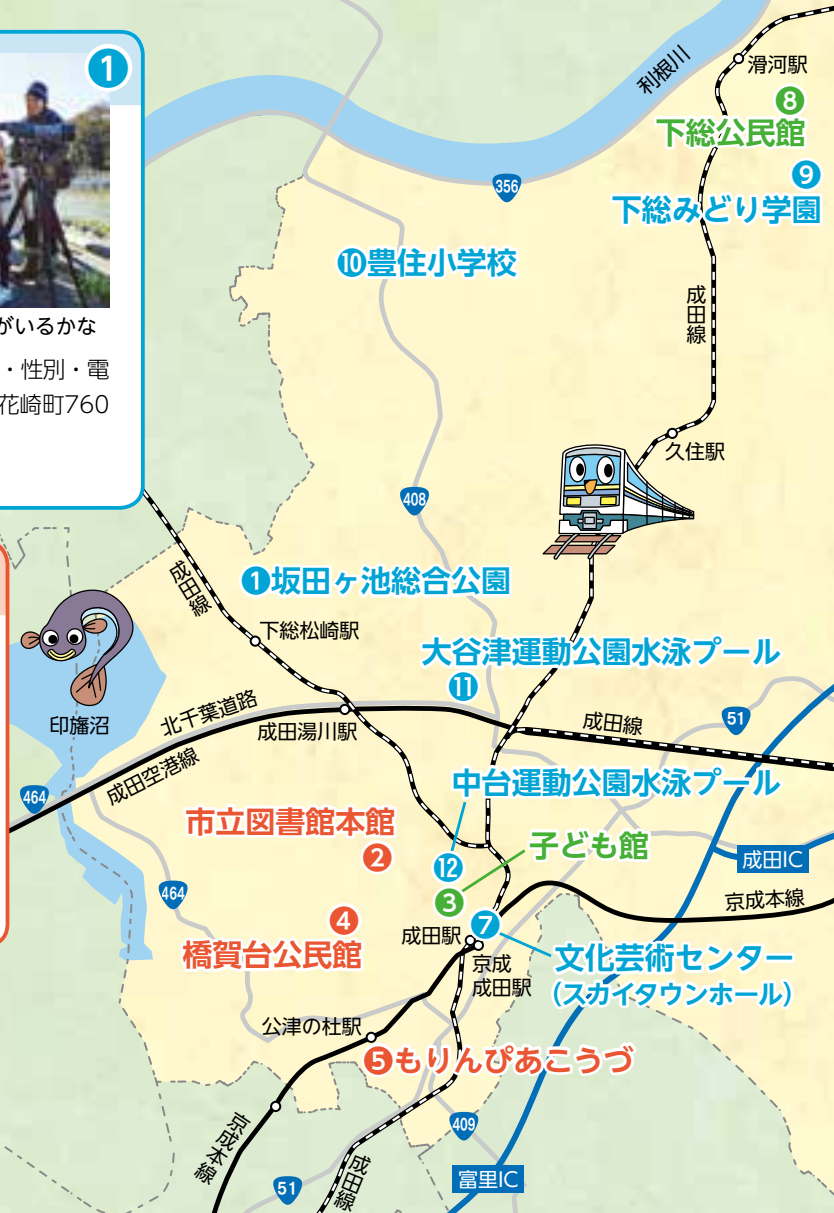 1
がいるかな
・性別・電
花崎町760
利根川
滑河駅
8
下総公民館
9
下総みどり学園
356
⑩豊住小学校
成田線
久住駅
408
成田線
❶坂田ヶ池総合公園
下総松崎駅
大谷津運動公園水泳プール
⑪
印旛沼
北千葉道路
成田湯川駅
成田線
51
464
成田空港線
中台運動公園水泳プール
市立図書館本館
2
⑫
子ども館
成田IC
464
3
京成本線
4
橋賀台公民館
成田駅
7
京成
成田駅
文化芸術センター
(スカイタウンホール)
公津の杜駅
❺もりんぴあこうづ
京成本線
409
成田線
51
富里IC